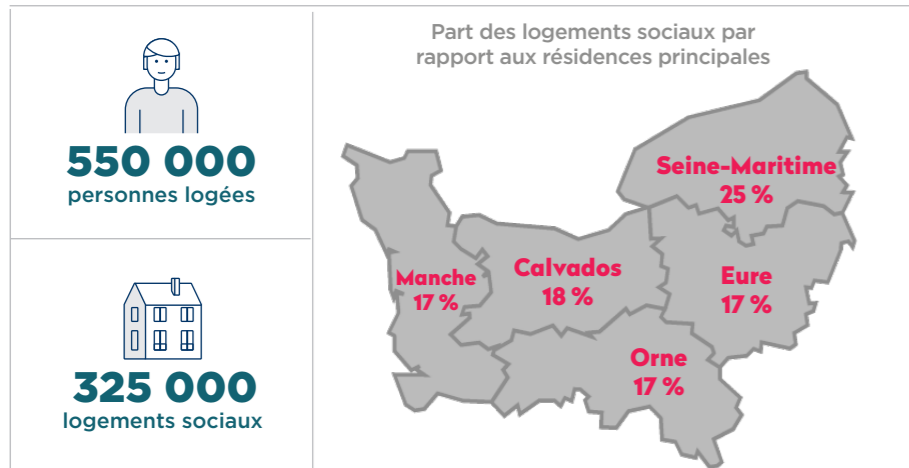 550 000
personnes logées
325 000
logements sociaux
Part des logements sociaux par
rapport aux résidences principales
Seine-Maritime
25 %
Manche
17 %
Calvados
18 %
Eure
17 %
Orne
17 %